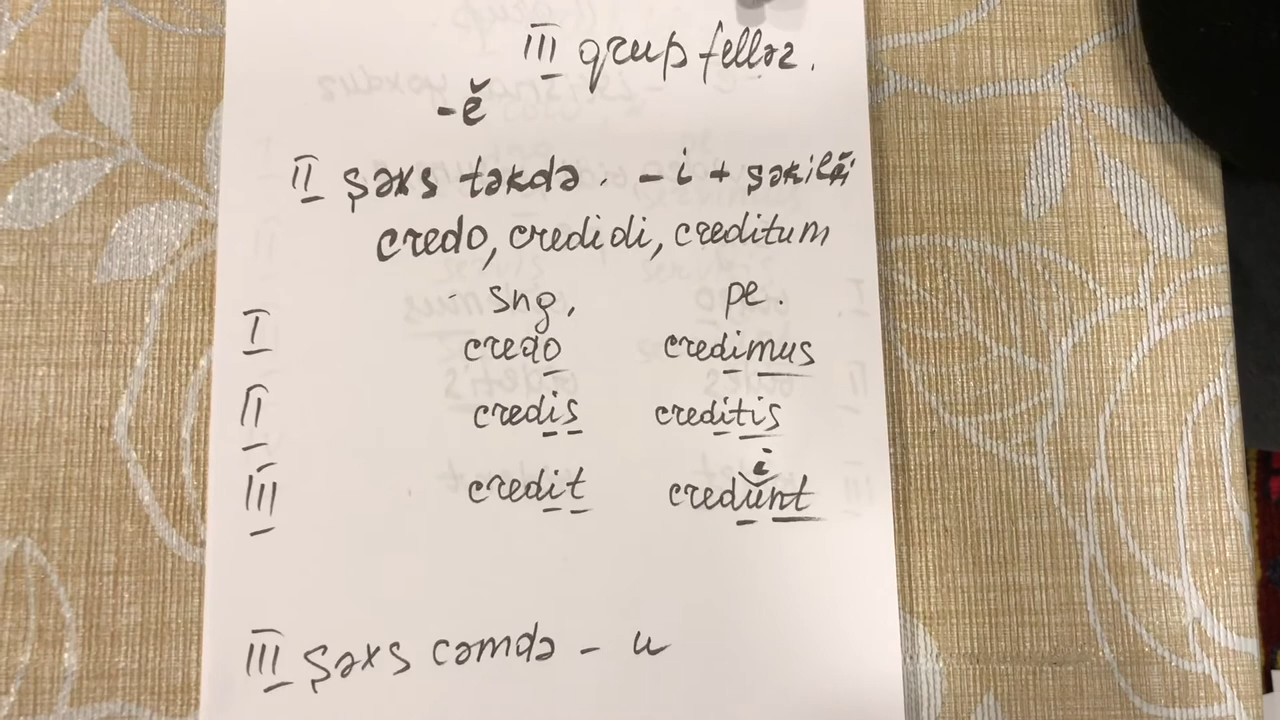 III qrup fellər.
-ĕ
II şəxs təkdə. -i + şəkilçi
credo, credidi, creditum
sng, pe.
I credo credimus
II credis creditis
i
III credit credunt
III şəxs cəmdə - u